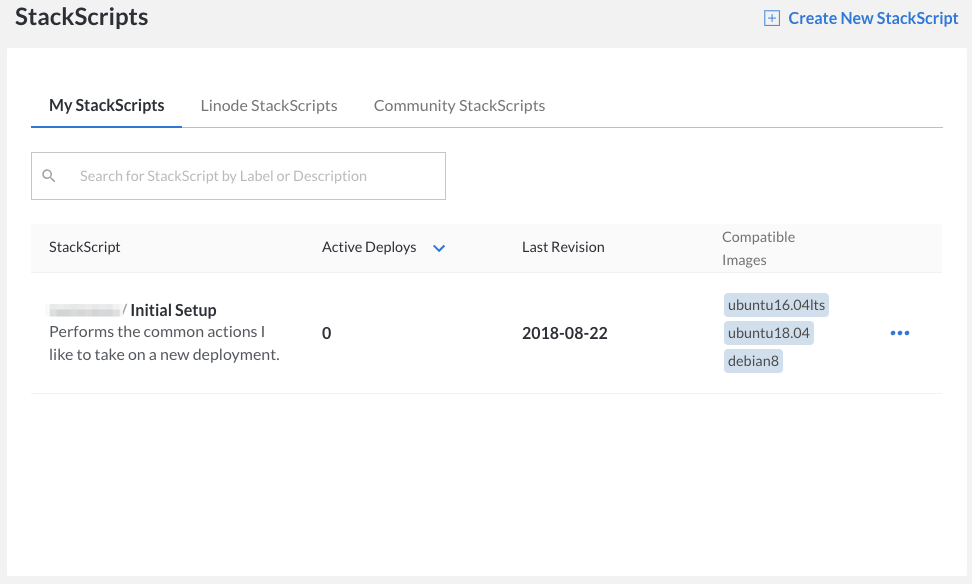 StackScripts
Create New StackScript
My StackScripts
Linode StackScripts
Community StackScripts
Search for StackScript by Label or Description
StackScript
Active Deploys
Last Revision
Compatible
Images
/ Initial Setup
Performs the common actions I
like to take on a new deployment.
0
2018-08-22
ubuntu16.04lts
ubuntu18.04
debian8